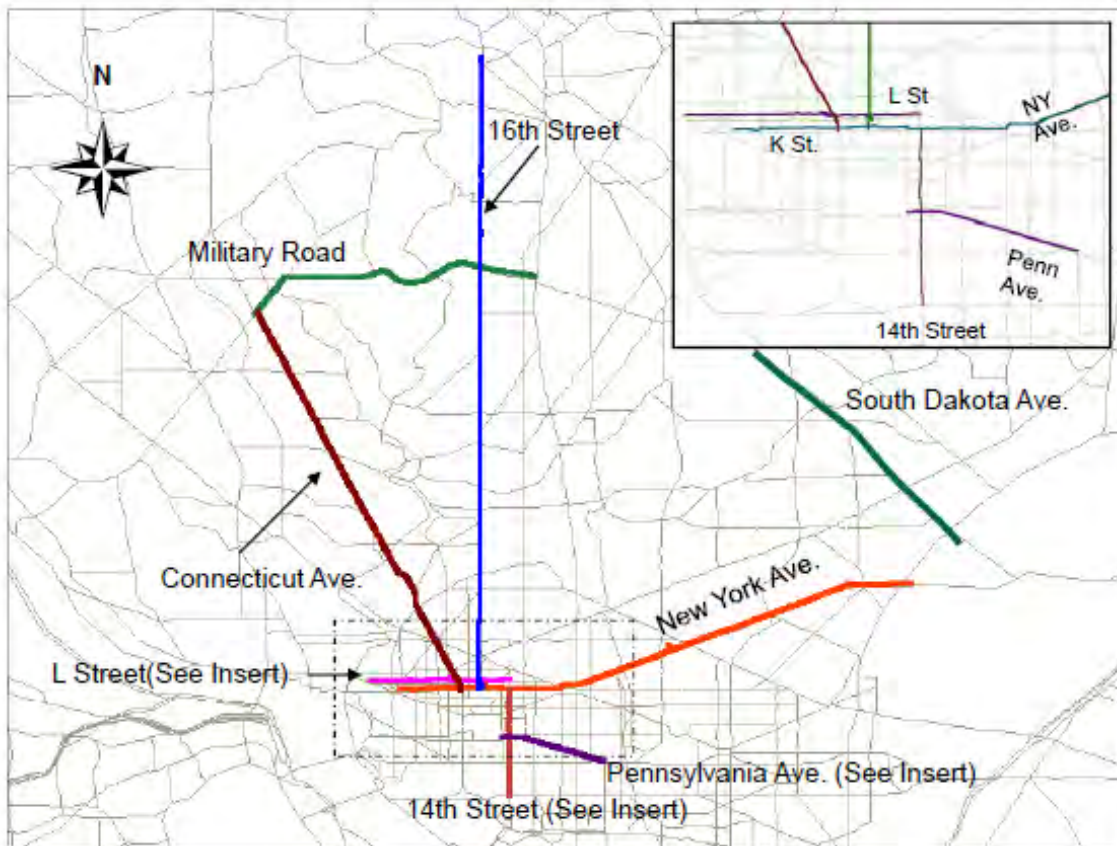 N
16th Street
Military Road
L St
NY
Ave.
K St.
Penn
Ave.
14th Street
South Dakota Ave.
Connecticut Ave.
New York Ave.
L Street(See Insert)
Pennsylvania Ave. (See Insert)
14th Street (See Insert)